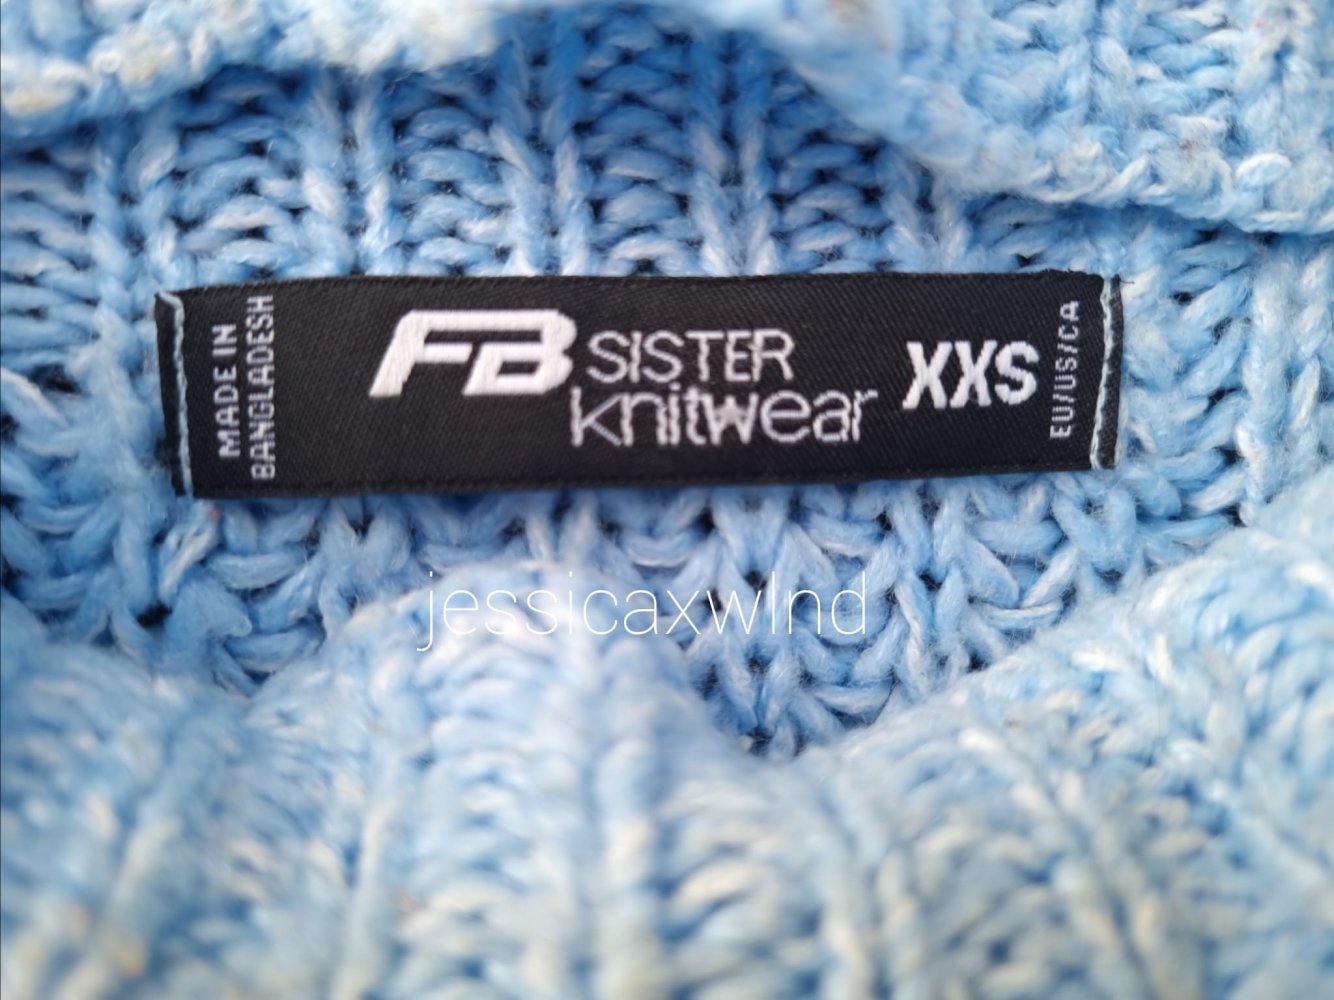 MADE IN
BANGLADESH
FB SISTER
knitwear
XXS
EU/US/CA
jessicaxwlnd